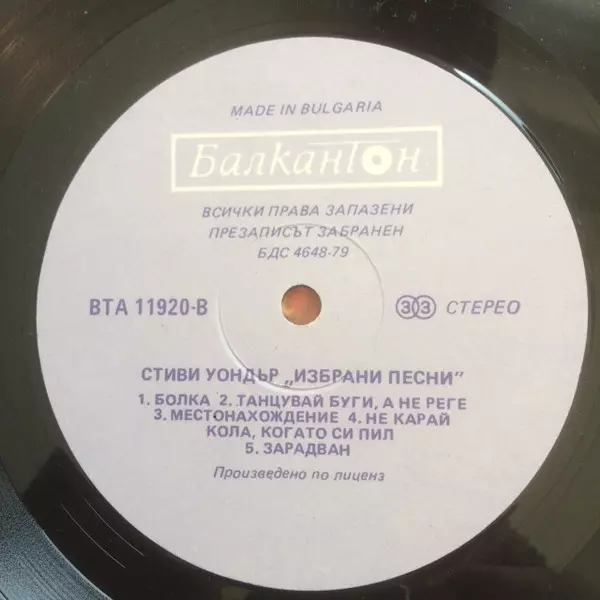 MADE IN BULGARIA
Балкантон
ВСИЧКИ ПРАВА ЗАПАЗЕНИ
ПРЕЗАПИСЪТ ЗАБРАНЕН
БДС 4648-79
ВТА 11920-В
33 СТЕРЕО
СТИВИ УОНДЪР „ИЗБРАНИ ПЕСНИ”
1. БОЛКА 2. ТАНЦУВАЙ БУГИ, А НЕ РЕГЕ
3. МЕСТОНАХОЖДЕНИЕ 4. НЕ КАРАЙ
КОЛА, КОГАТО СИ ПИЛ
5. ЗАРАДВАН
Произведено по лиценз